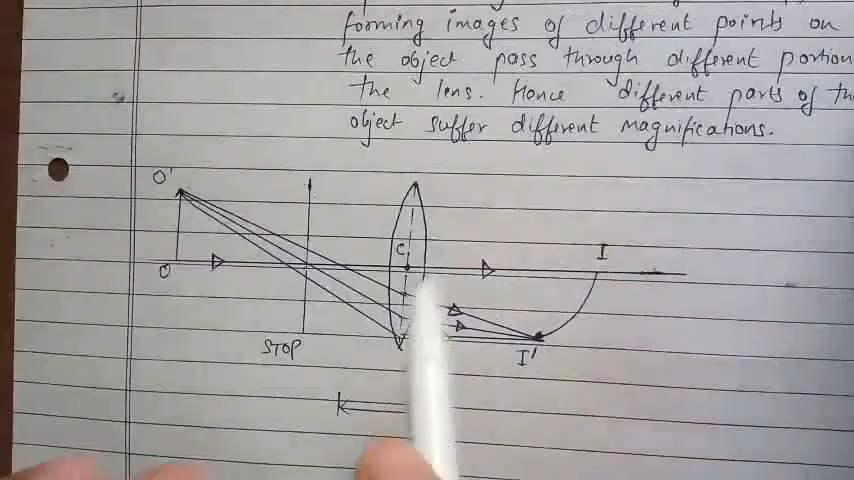 forming images of different points on
the object pass through different portion
the lens. Hence different parts of the
object suffer different magnifications.
O'
C
I
O
STOP
I'